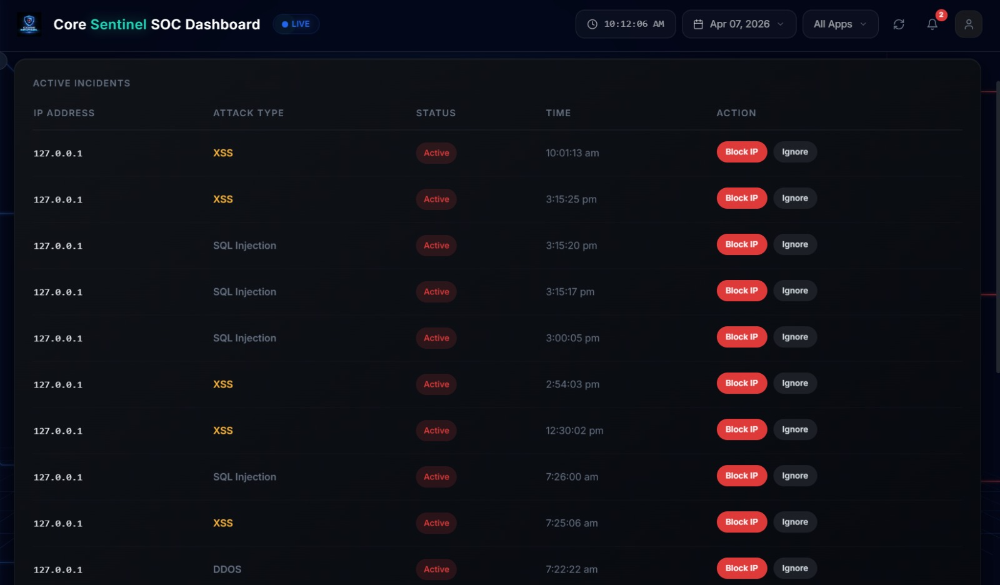 CORE SENTINEL
Core Sentinel SOC Dashboard LIVE 10:12:06 AM Apr 07, 2026 All Apps 2
ACTIVE INCIDENTS
IP ADDRESS ATTACK TYPE STATUS TIME ACTION
127.0.0.1 XSS Active 10:01:13 am Block IP Ignore
127.0.0.1 XSS Active 3:15:25 pm Block IP Ignore
127.0.0.1 SQL Injection Active 3:15:20 pm Block IP Ignore
127.0.0.1 SQL Injection Active 3:15:17 pm Block IP Ignore
127.0.0.1 SQL Injection Active 3:00:05 pm Block IP Ignore
127.0.0.1 XSS Active 2:54:03 pm Block IP Ignore
127.0.0.1 XSS Active 12:30:02 pm Block IP Ignore
127.0.0.1 SQL Injection Active 7:26:00 am Block IP Ignore
127.0.0.1 XSS Active 7:25:06 am Block IP Ignore
127.0.0.1 DDOS Active 7:22:22 am Block IP Ignore